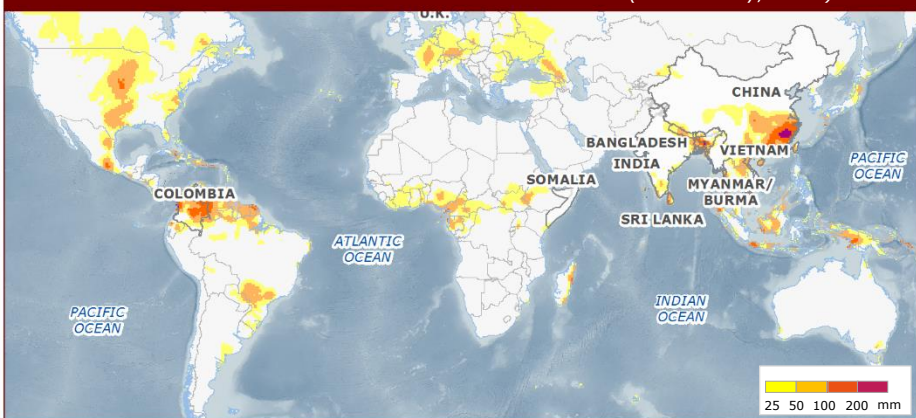 U.K.
CHINA
BANGLADESH
VIETNAM
INDIA
PACIFIC
OCEAN
SOMALIA
COLOMBIA
MYANMAR/
BURMA
SRI LANKA
ATLANTIC
OCEAN
PACIFIC
OCEAN
INDIAN
OCEAN
25 50 100 200 mm